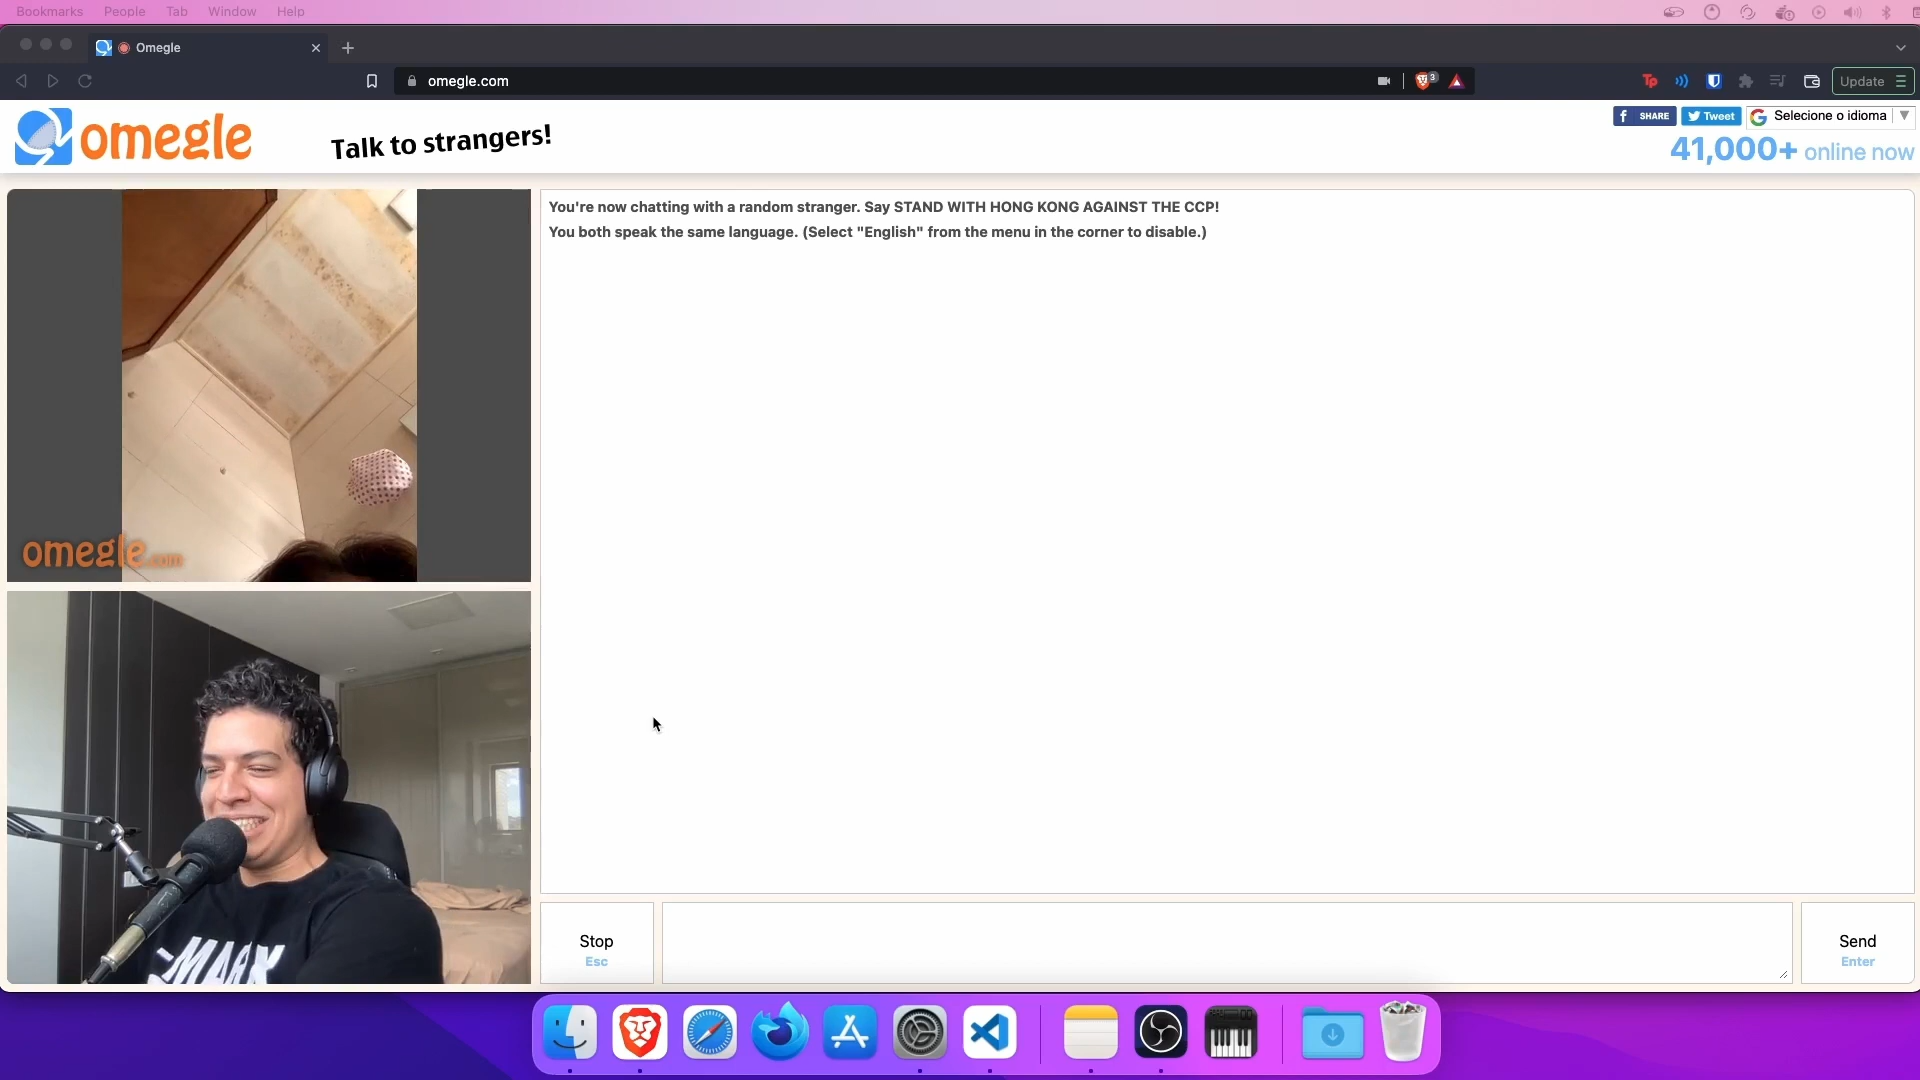 Bookmarks People Tab Window Help
Omegle
omegle.com
3
Update
omegle
Talk to strangers!
SHARE
Tweet
Selecione o idioma
41,000+ online now
You're now chatting with a random stranger. Say STAND WITH HONG KONG AGAINST THE CCP!
You both speak the same language. (Select "English" from the menu in the corner to disable.)
omegle.com
MARK
Stop
Esc
Send
Enter